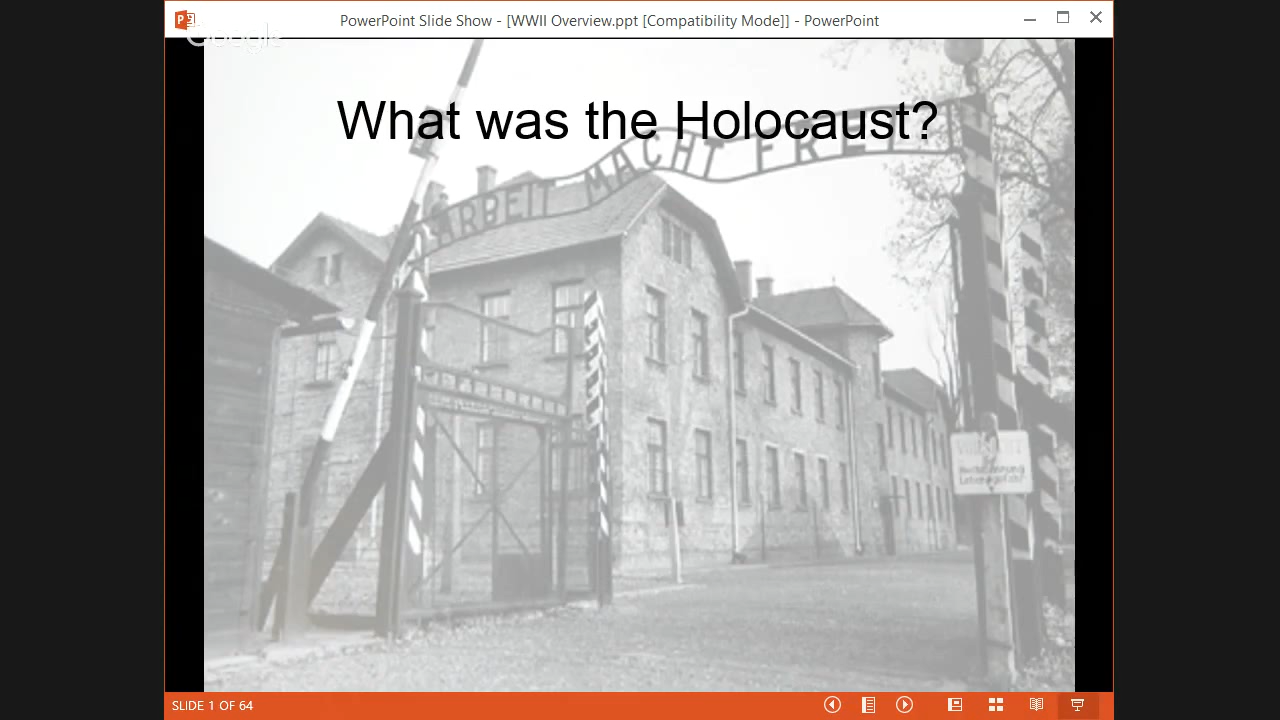 PowerPoint Slide Show - [WWII Overview.ppt [Compatibility Mode]] - PowerPoint
Google
What was the Holocaust?
ARBEIT MACHT FREI
SLIDE 1 OF 64